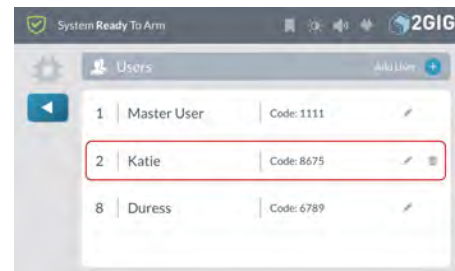 System Ready To Arm
2GIG
Users
Add User
1 Master User Code: 1111
2 Katie Code: 8675
8 Duress Code: 6789